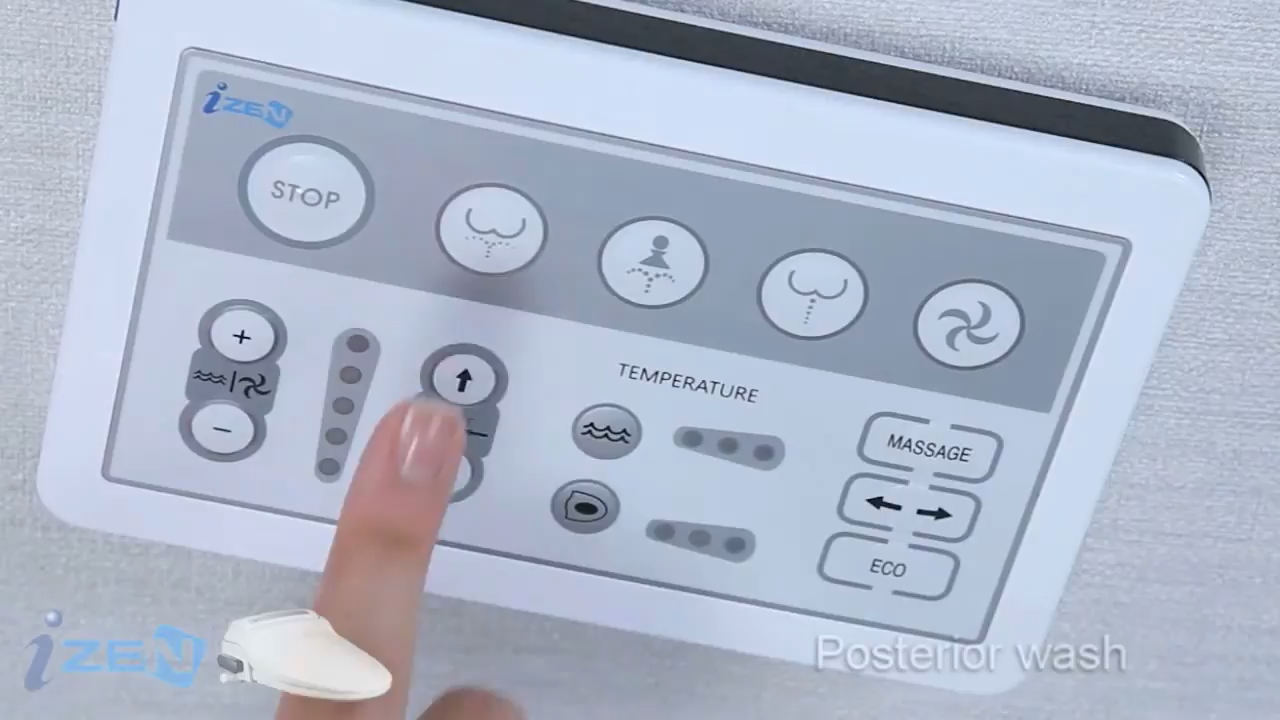 iZEN
STOP
+
−
TEMPERATURE
MASSAGE
ECO
iZEN
Posterior wash